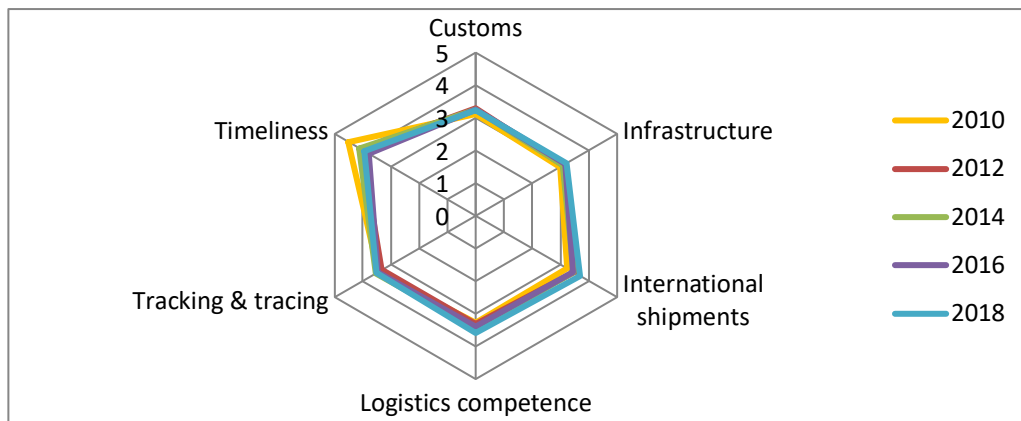 Customs
5
4
3
2
1
0
Timeliness
Infrastructure
Tracking & tracing
International
shipments
Logistics competence
2010
2012
2014
2016
2018